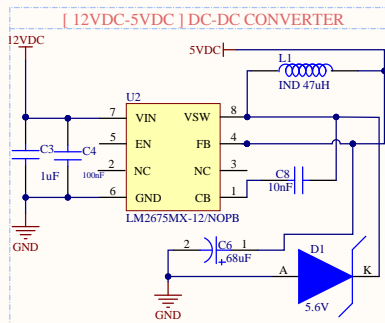 [ 12VDC-5VDC ] DC-DC CONVERTER
12VDC
5VDC
L1
IND 47uH
U2
7 VIN VSW 8
5 EN FB 4
2 NC NC 3
6 GND CB 1
LM2675MX-12/NOPB
C3
1uF
C4
100nF
C8
10nF
GND
2 C6 1
+
68uF
D1
A K
5.6V
GND